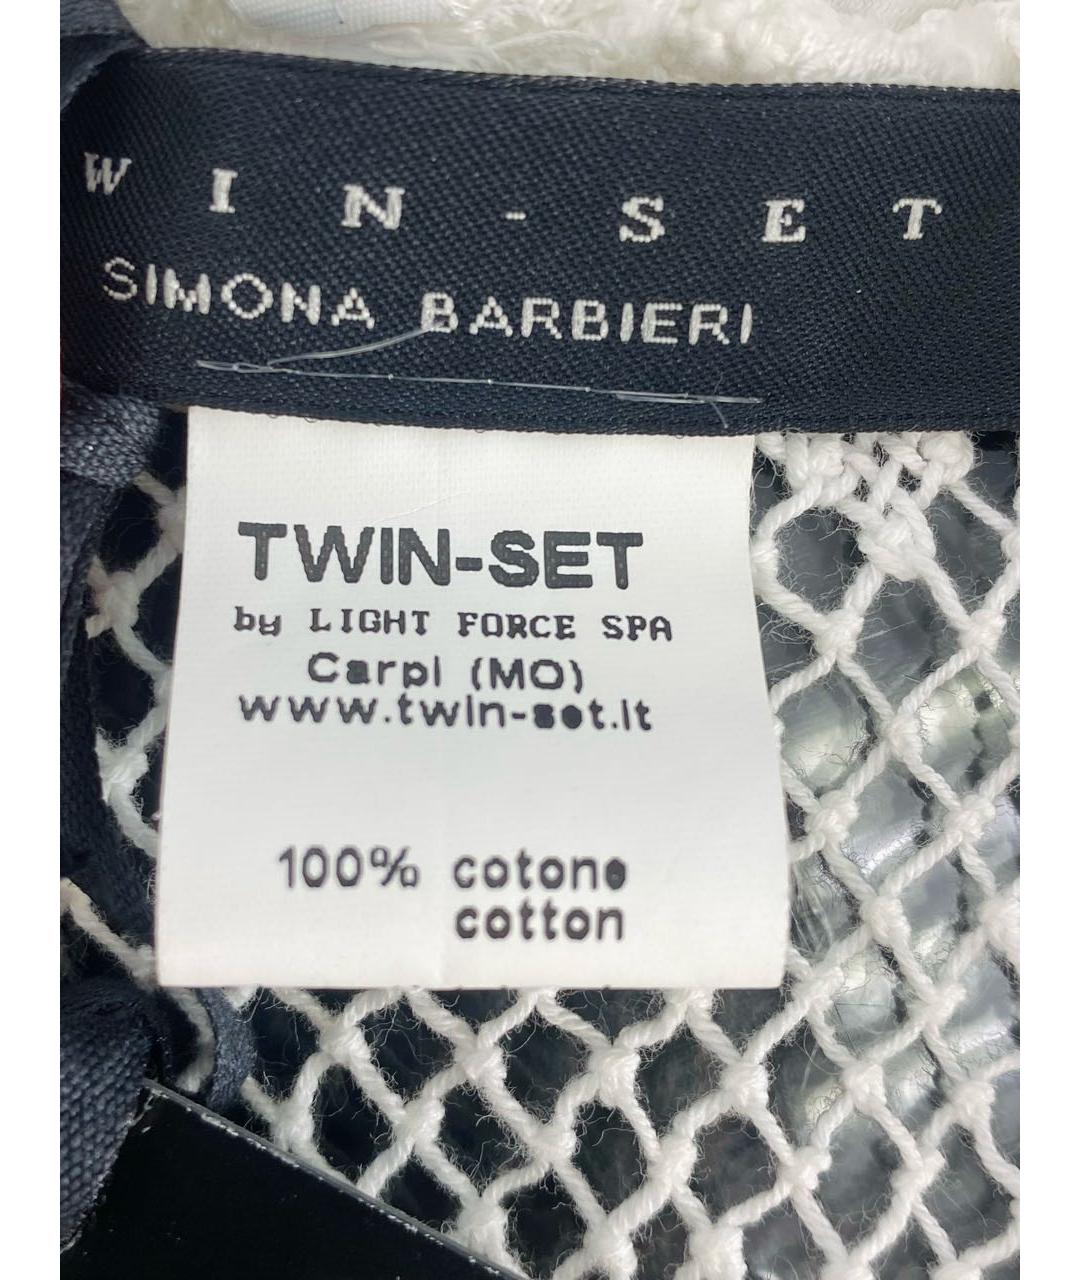 WIN-SET
SIMONA BARBIERI
TWIN-SET
by LIGHT FORCE SPA
Carpi (MO)
www.twin-set.it
100% cotone
cotton